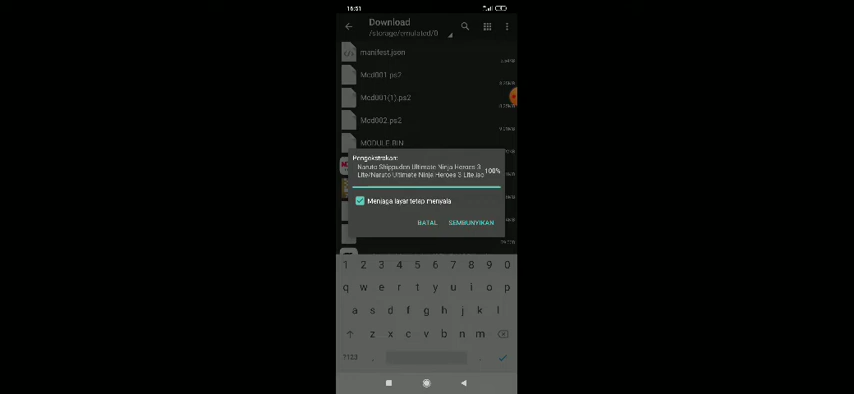 16:51
Download
/storage/emulated/0
manifest.json
Mcd001.ps2
Mcd001(1).ps2
Mcd002.ps2
MODULE.BIN
Pengekstrakan:
Naruto Shippuden Ultimate Ninja Heroes 3
Lite/Naruto Ultimate Ninja Heroes 3 Lite.iso
100%
Menjaga layar tetap menyala
BATAL SEMBUNYIKAN
1 2 3 4 5 6 7 8 9 0
q w e r t y u i o p
a s d f g h j k l
z x c v b n m
?123 , .